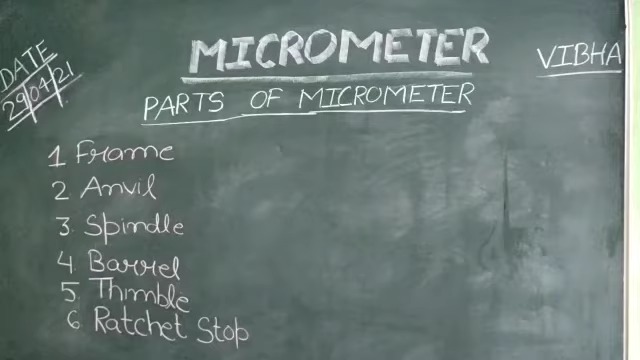 DATE
29/04/21
MICROMETER
VIBHA
PARTS OF MICROMETER
1 Frame
2 Anvil
3. Spindle
4. Barrel
5. Thimble
6 Ratchet Stop